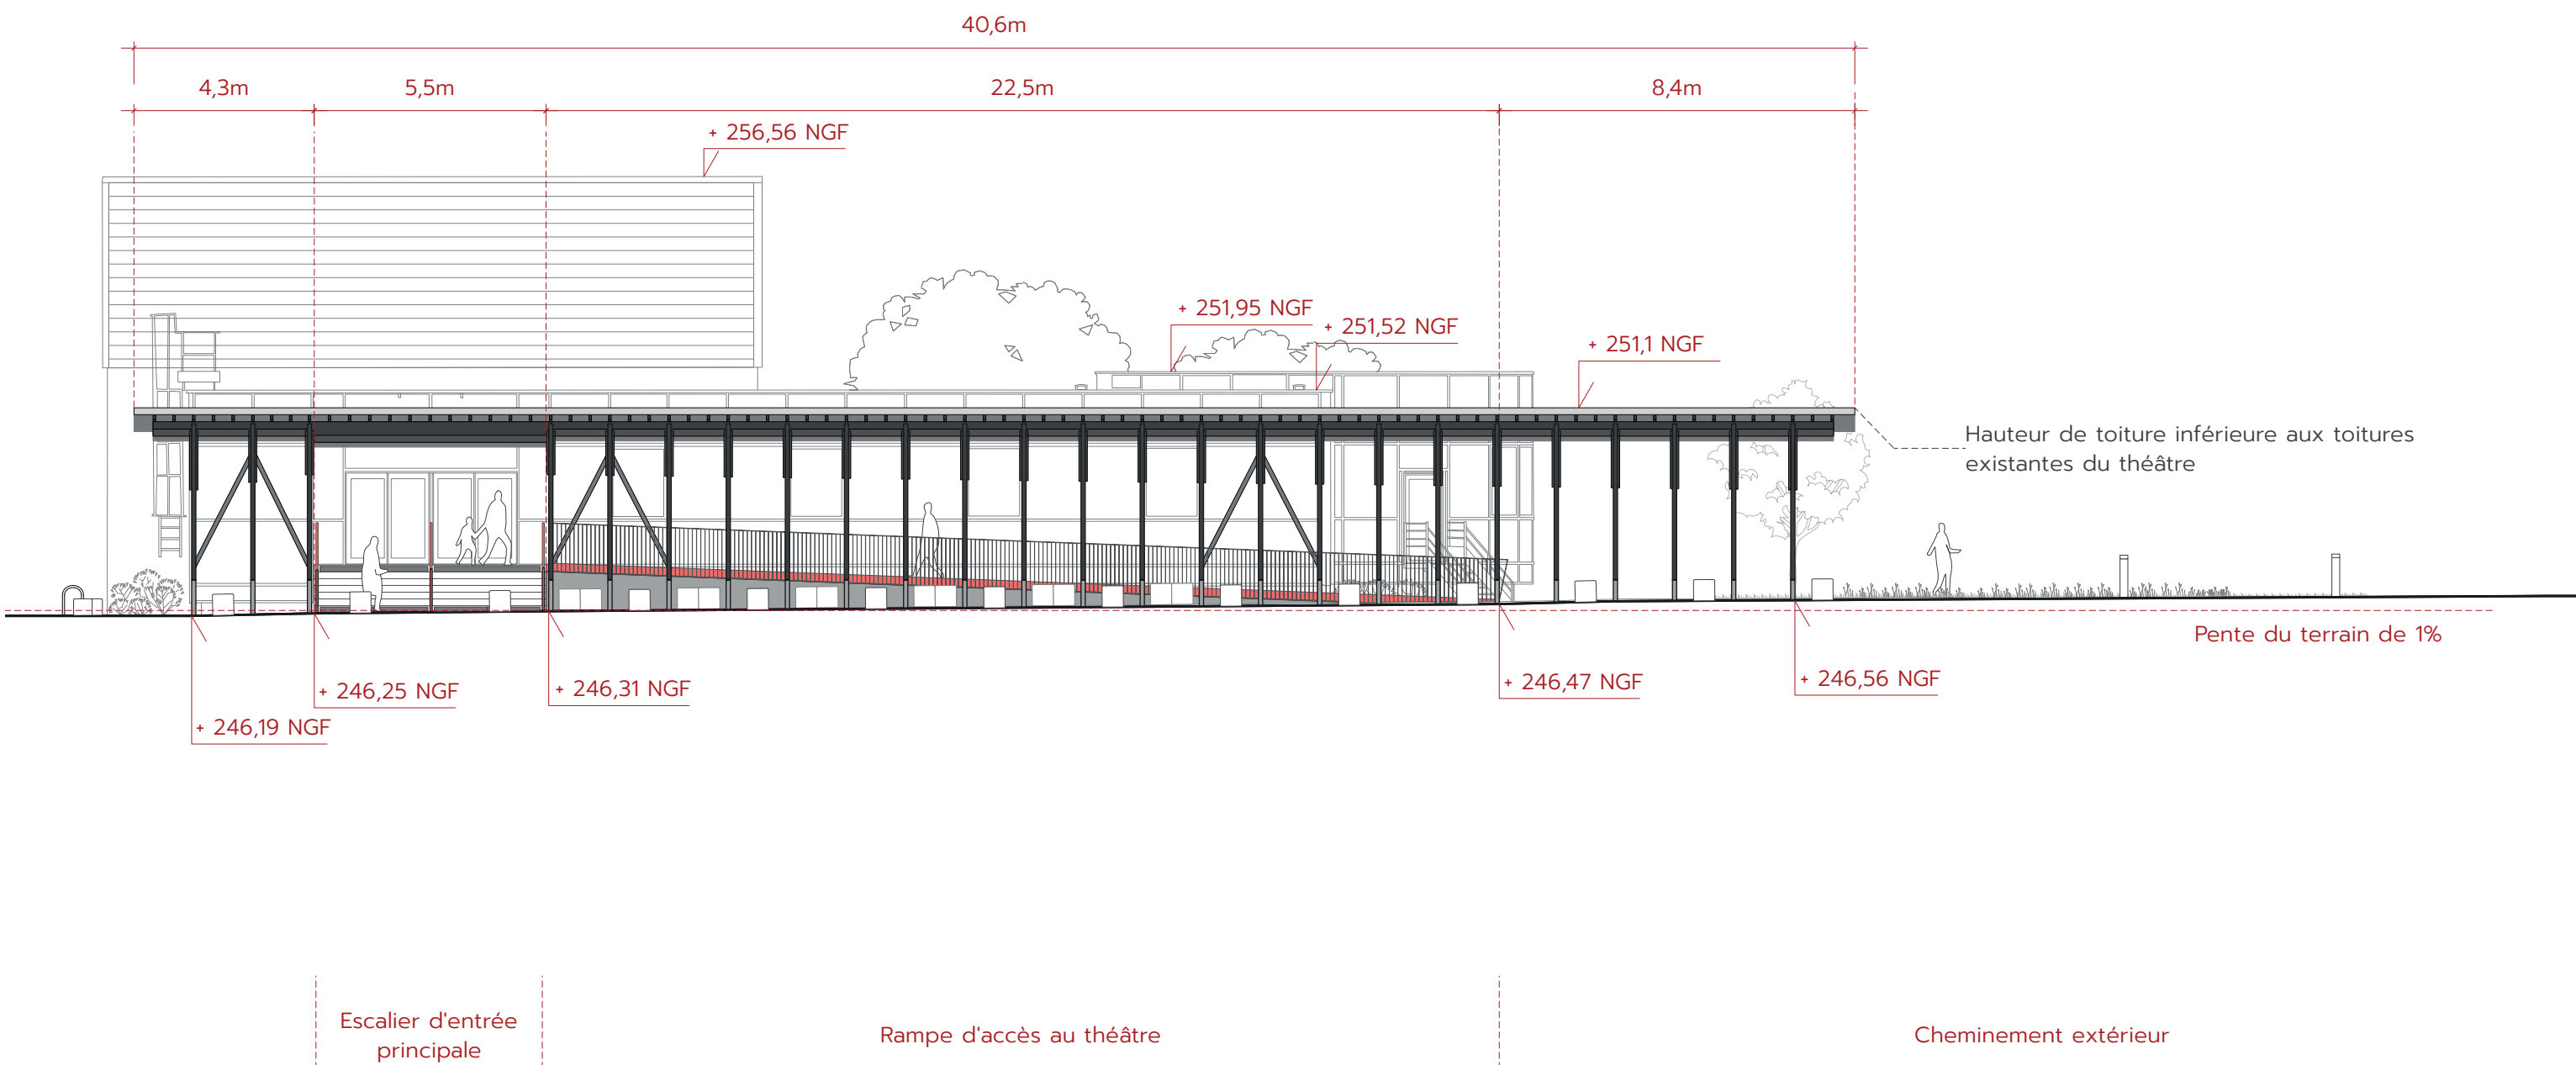 40,6m
4,3m
5,5m
22,5m
8,4m
+ 256,56 NGF
+ 251,95 NGF
+ 251,52 NGF
+ 251,1 NGF
Hauteur de toiture inférieure aux toitures
existantes du théâtre
Pente du terrain de 1%
+ 246,19 NGF
+ 246,25 NGF
+ 246,31 NGF
+ 246,47 NGF
+ 246,56 NGF
Escalier d'entrée
principale
Rampe d'accès au théâtre
Cheminement extérieur